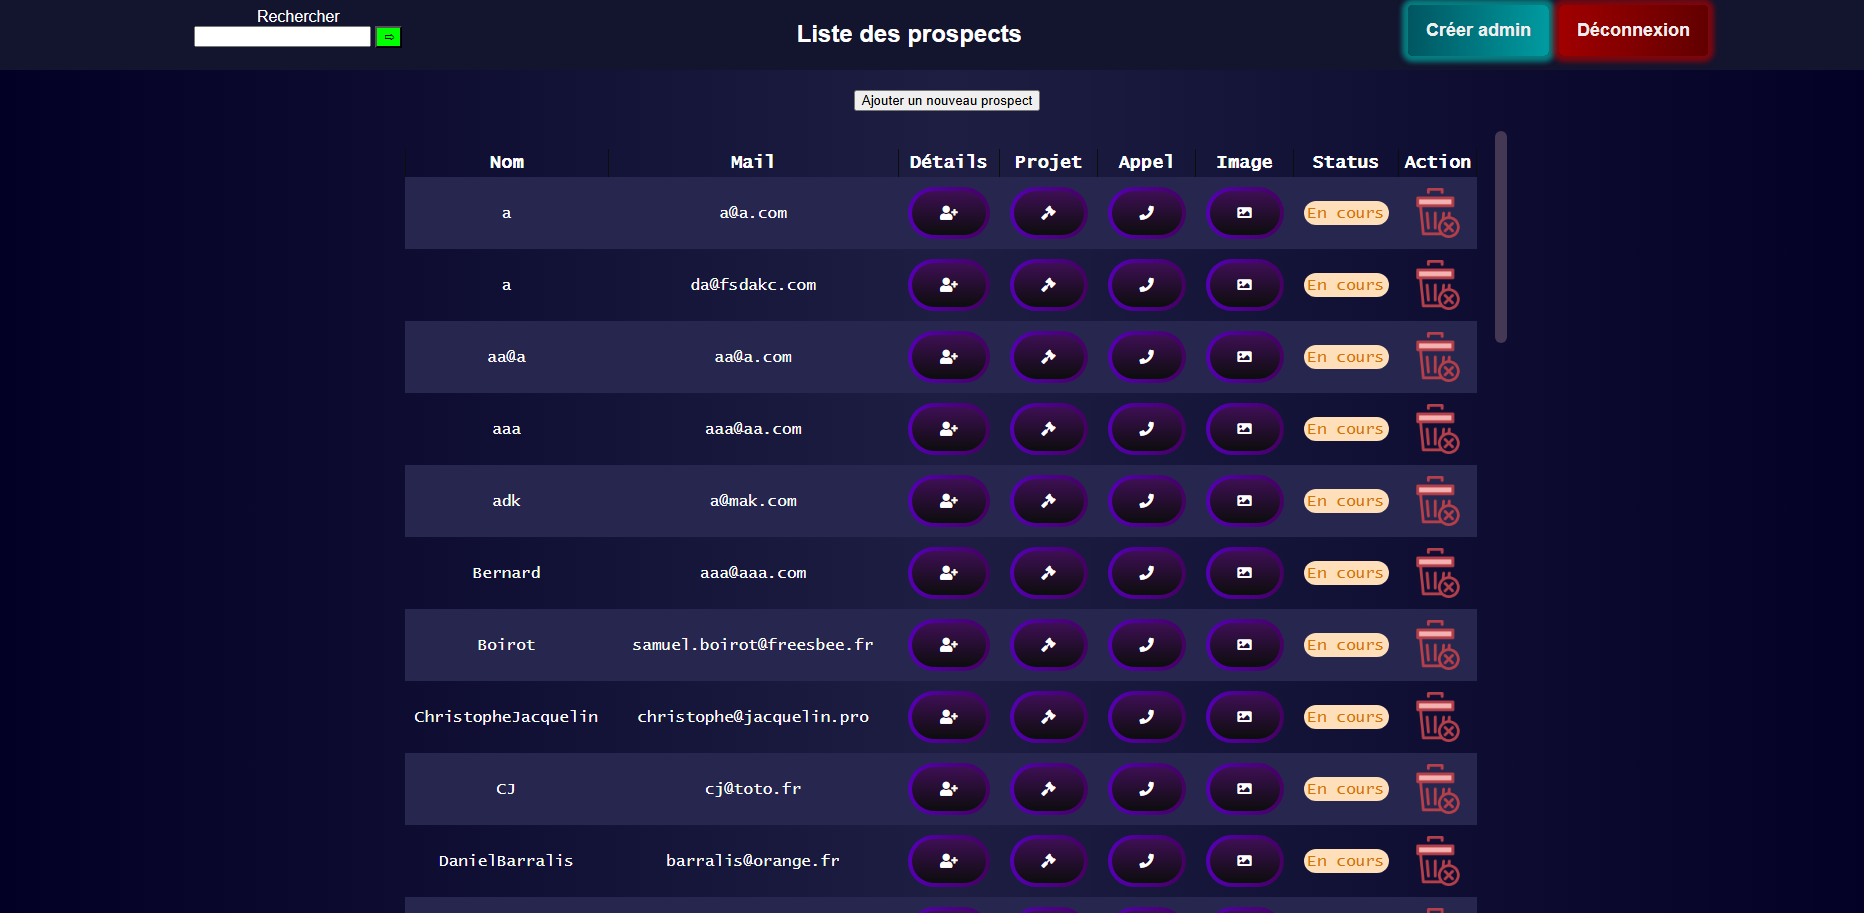 Rechercher
⇨
Liste des prospects
Créer admin
Déconnexion
Ajouter un nouveau prospect
Nom Mail Détails Projet Appel Image Status Action
a a@a.com En cours
a da@fsdakc.com En cours
aa@a aa@a.com En cours
aaa aaa@aa.com En cours
adk a@mak.com En cours
Bernard aaa@aaa.com En cours
Boirot samuel.boirot@freesbee.fr En cours
ChristopheJacquelin christophe@jacquelin.pro En cours
CJ cj@toto.fr En cours
DanielBarralis barralis@orange.fr En cours